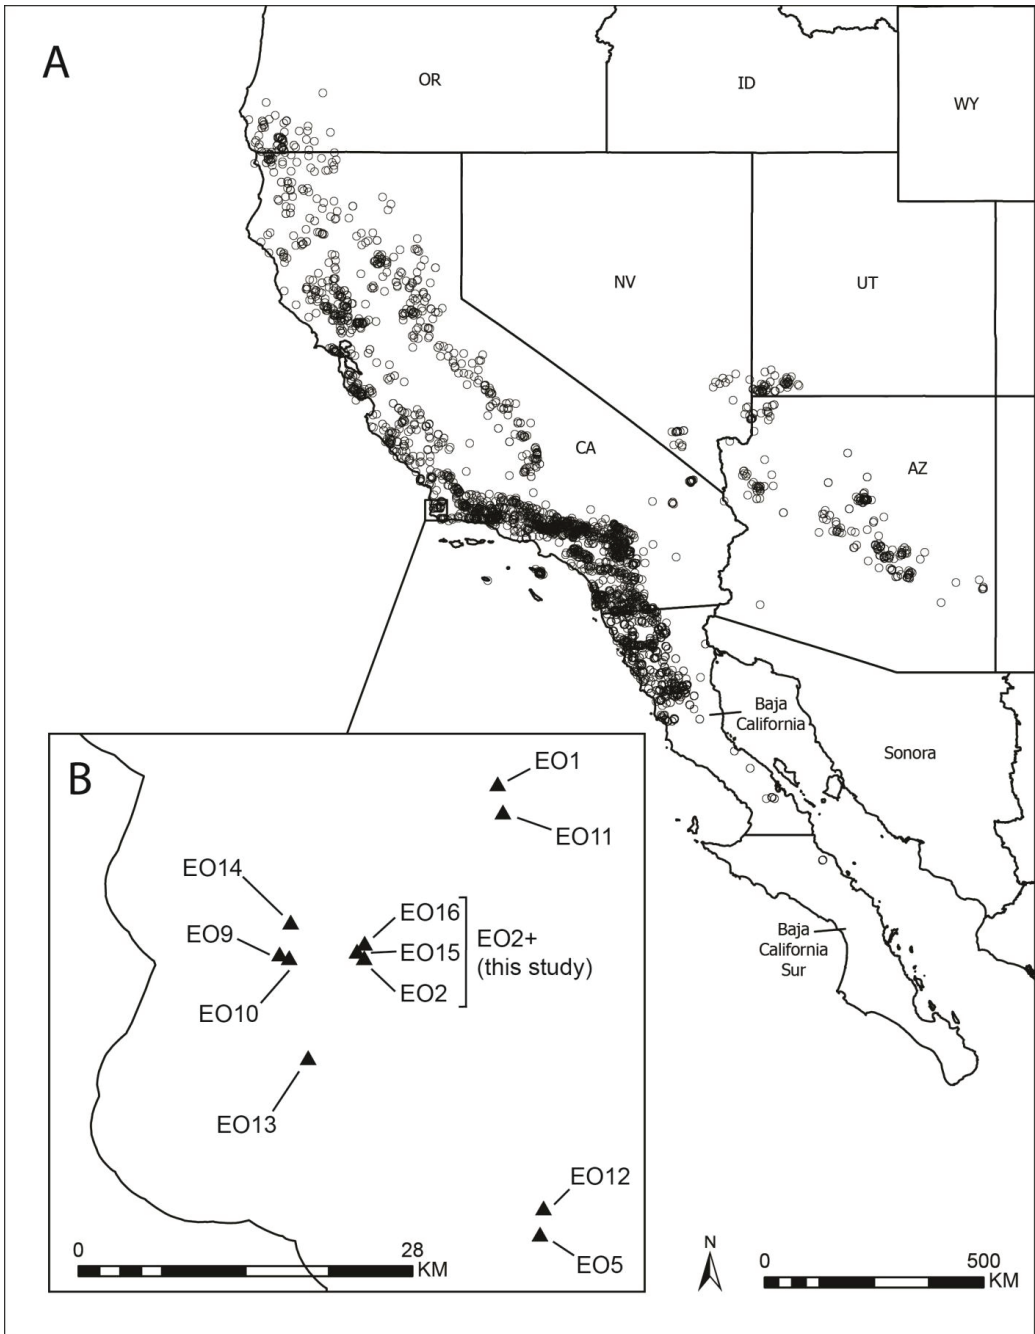 A
OR
ID
WY
NV
UT
CA
AZ
Baja
California
Sonora
Baja
California
Sur
B
EO1
EO11
EO14
EO16
EO9
EO15
EO2+
(this study)
EO2
EO10
EO13
EO12
EO5
0
28
KM
N
0
500
KM